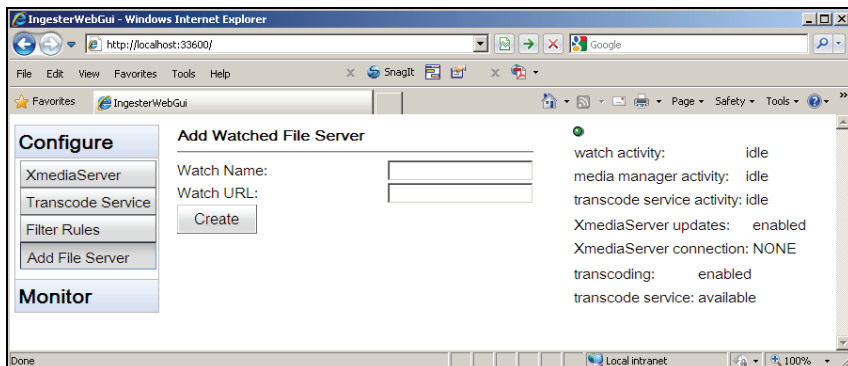 IngesterWebGui - Windows Internet Explorer
http://localhost:33600/
Google
File Edit View Favorites Tools Help x SnagIt x
Favorites IngesterWebGui Page Safety Tools »
Configure
XmediaServer
Transcode Service
Filter Rules
Add File Server
Monitor
Add Watched File Server
Watch Name:
Watch URL:
Create
watch activity: idle
media manager activity: idle
transcode service activity: idle
XmediaServer updates: enabled
XmediaServer connection: NONE
transcoding: enabled
transcode service: available
Done Local intranet 100%